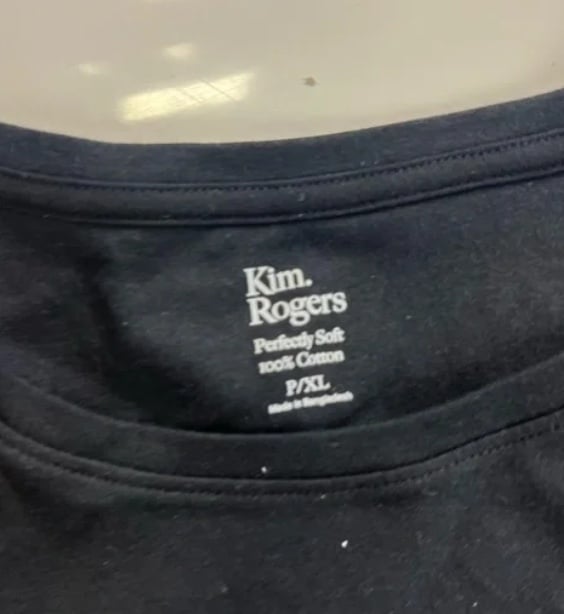 Kim.
Rogers
Perfectly Soft
100% Cotton
P/XL
Made in Bangladesh